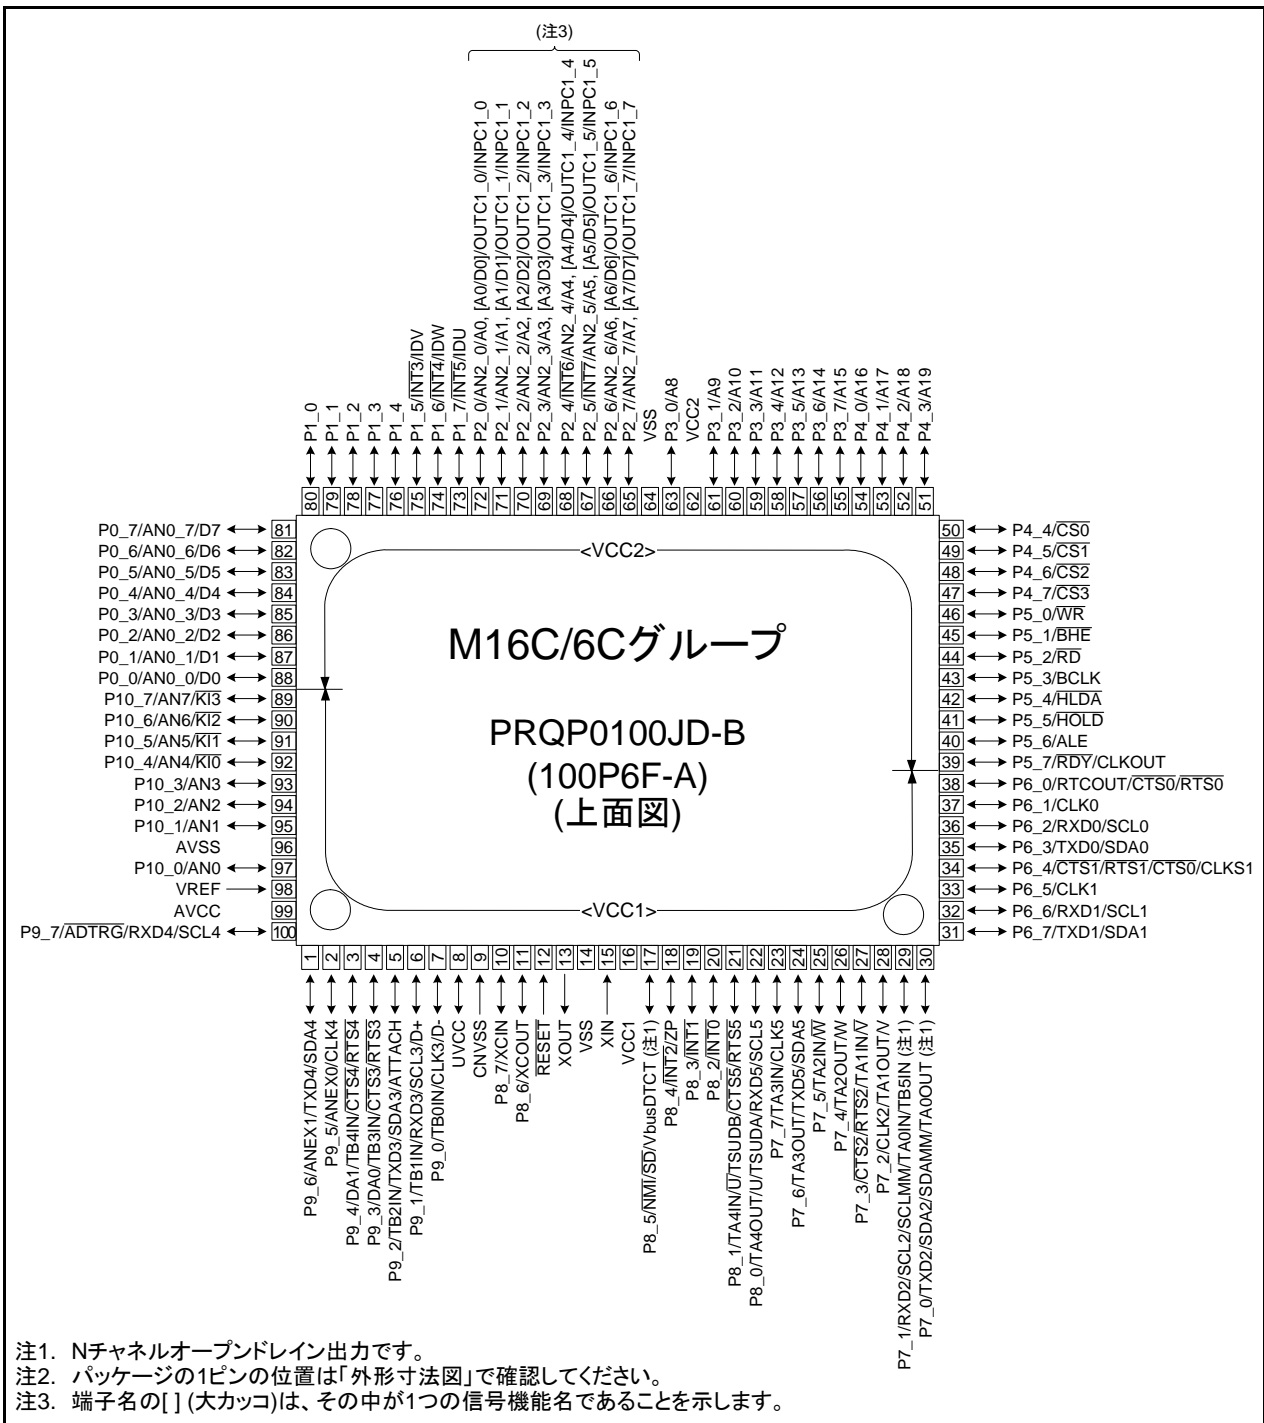 (注3)
P1_0
P1_1
P1_2
P1_3
P1_4
P1_5/INT3/IDV
P1_6/INT4/IDW
P1_7/INT5/IDU
P2_0/AN2_0/A0, [A0/D0]/OUTC1_0/INPC1_0
P2_1/AN2_1/A1, [A1/D1]/OUTC1_1/INPC1_1
P2_2/AN2_2/A2, [A2/D2]/OUTC1_2/INPC1_2
P2_3/AN2_3/A3, [A3/D3]/OUTC1_3/INPC1_3
P2_4/INT6/AN2_4/A4, [A4/D4]/OUTC1_4/INPC1_4
P2_5/INT7/AN2_5/A5, [A5/D5]/OUTC1_5/INPC1_5
P2_6/AN2_6/A6, [A6/D6]/OUTC1_6/INPC1_6
P2_7/AN2_7/A7, [A7/D7]/OUTC1_7/INPC1_7
VSS
P3_0/A8
VCC2
P3_1/A9
P3_2/A10
P3_3/A11
P3_4/A12
P3_5/A13
P3_6/A14
P3_7/A15
P4_0/A16
P4_1/A17
P4_2/A18
P4_3/A19
80 79 78 77 76 75 74 73 72 71 70 69 68 67 66 65 64 63 62 61 60 59 58 57 56 55 54 53 52 51
P0_7/AN0_7/D7 81
P0_6/AN0_6/D6 82
P0_5/AN0_5/D5 83
P0_4/AN0_4/D4 84
P0_3/AN0_3/D3 85
P0_2/AN0_2/D2 86
P0_1/AN0_1/D1 87
P0_0/AN0_0/D0 88
P10_7/AN7/KI3 89
P10_6/AN6/KI2 90
P10_5/AN5/KI1 91
P10_4/AN4/KI0 92
P10_3/AN3 93
P10_2/AN2 94
P10_1/AN1 95
AVSS 96
P10_0/AN0 97
VREF 98
AVCC 99
P9_7/ADTRG/RXD4/SCL4 100
<VCC2>
M16C/6Cグループ
PRQP0100JD-B
(100P6F-A)
(上面図)
<VCC1>
50 P4_4/CS0
49 P4_5/CS1
48 P4_6/CS2
47 P4_7/CS3
46 P5_0/WR
45 P5_1/BHE
44 P5_2/RD
43 P5_3/BCLK
42 P5_4/HLDA
41 P5_5/HOLD
40 P5_6/ALE
39 P5_7/RDY/CLKOUT
38 P6_0/RTCOUT/CTS0/RTS0
37 P6_1/CLK0
36 P6_2/RXD0/SCL0
35 P6_3/TXD0/SDA0
34 P6_4/CTS1/RTS1/CTS0/CLKS1
33 P6_5/CLK1
32 P6_6/RXD1/SCL1
31 P6_7/TXD1/SDA1
1 2 3 4 5 6 7 8 9 10 11 12 13 14 15 16 17 18 19 20 21 22 23 24 25 26 27 28 29 30
P9_6/ANEX1/TXD4/SDA4
P9_5/ANEX0/CLK4
P9_4/DA1/TB4IN/CTS4/RTS4
P9_3/DA0/TB3IN/CTS3/RTS3
P9_2/TB2IN/TXD3/SDA3/ATTACH
P9_1/TB1IN/RXD3/SCL3/D+
P9_0/TB0IN/CLK3/D-
UVCC
CNVSS
P8_7/XCIN
P8_6/XCOUT
RESET
XOUT
VSS
XIN
VCC1
P8_5/NMI/SD/VbusDTCT (注1)
P8_4/INT2/ZP
P8_3/INT1
P8_2/INT0
P8_1/TA4IN/U/TSUDB/CTS5/RTS5
P8_0/TA4OUT/U/TSUDA/RXD5/SCL5
P7_7/TA3IN/CLK5
P7_6/TA3OUT/TXD5/SDA5
P7_5/TA2IN/W
P7_4/TA2OUT/W
P7_3/CTS2/RTS2/TA1IN/V
P7_2/CLK2/TA1OUT/V
P7_1/RXD2/SCL2/SCLMM/TA0IN/TB5IN (注1)
P7_0/TXD2/SDA2/SDAMM/TA0OUT (注1)
注1. Nチャネルオープンドレイン出力です。
注2. パッケージの1ピンの位置は「外形寸法図」で確認してください。
注3. 端子名の[ ] (大カッコ)は、その中が1つの信号機能名であることを示します。